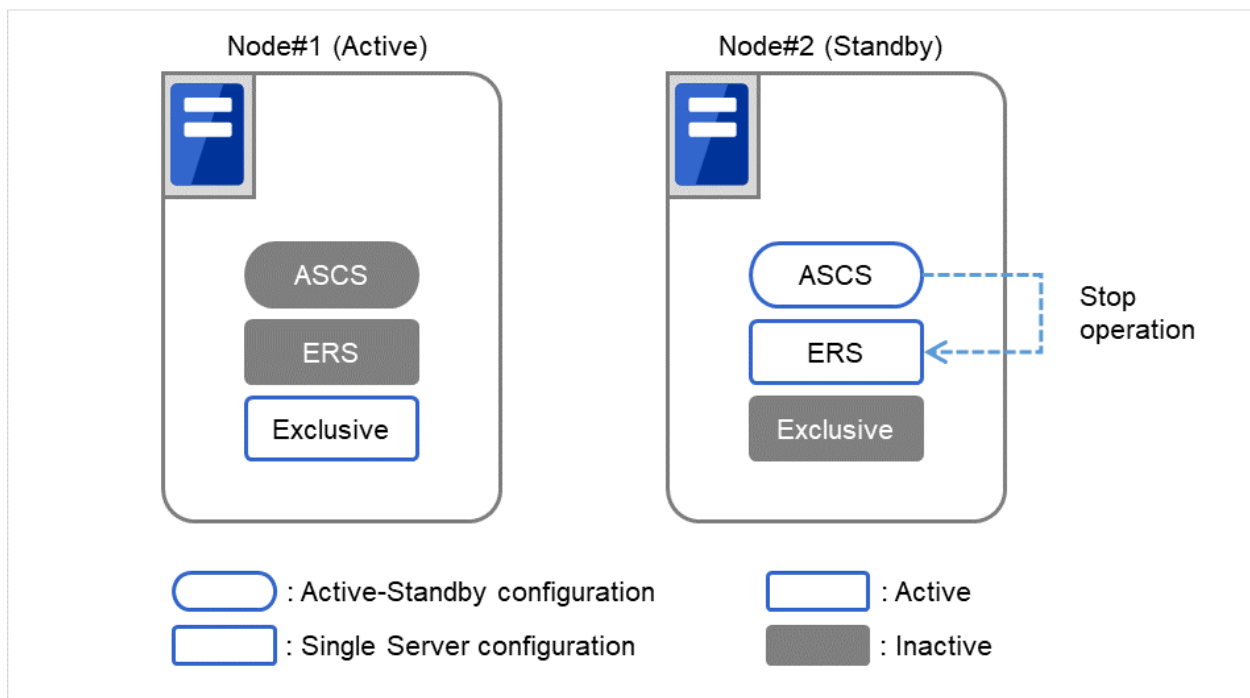 Node#1 (Active)
Node#2 (Standby)
ASCS
ERS
Exclusive
ASCS
ERS
Exclusive
Stop
operation
: Active-Standby configuration
: Active
: Single Server configuration
: Inactive